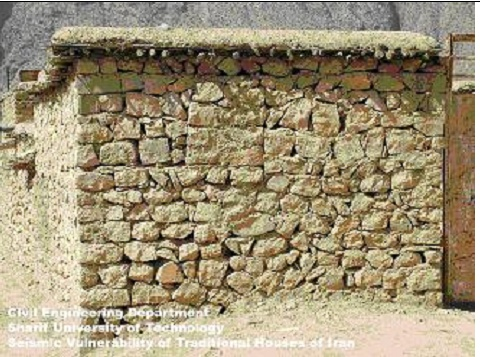 Civil Engineering Department
Sharif University of Technology
Seismic Vulnerability of Traditional Houses of Iran